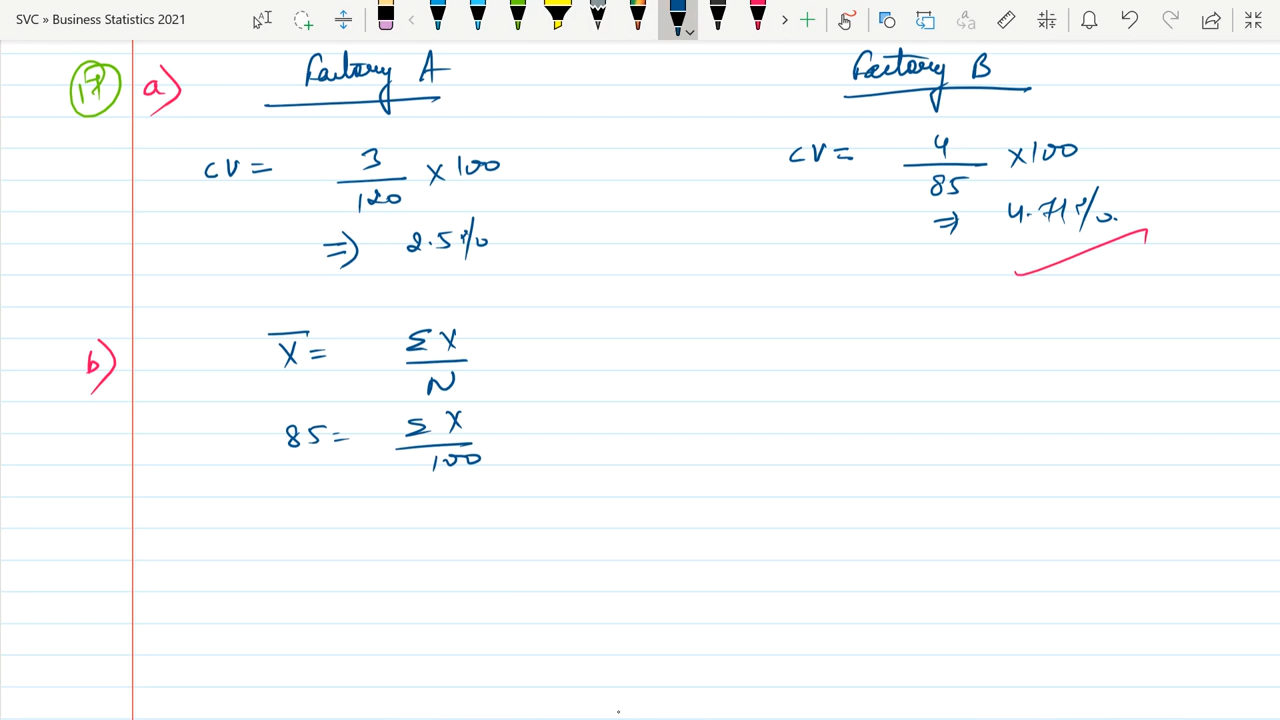 SVC » Business Statistics 2021
17 a) Factory A Factory B
CV = 3/120 × 100
⇒ 2.5%
CV = 4/85 × 100
⇒ 4.71%.
b) X̅ = ΣX/N
85 = ΣX/100